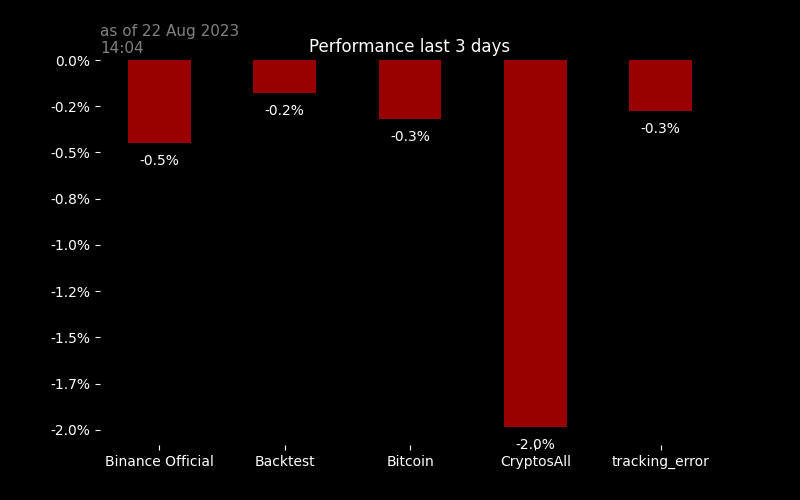 as of 22 Aug 2023
14:04
Performance last 3 days
0.0%
-0.2%
-0.5%
-0.8%
-1.0%
-1.2%
-1.5%
-1.7%
-2.0%
-0.5%
-0.2%
-0.3%
-2.0%
-0.3%
Binance Official
Backtest
Bitcoin
CryptosAll
tracking_error